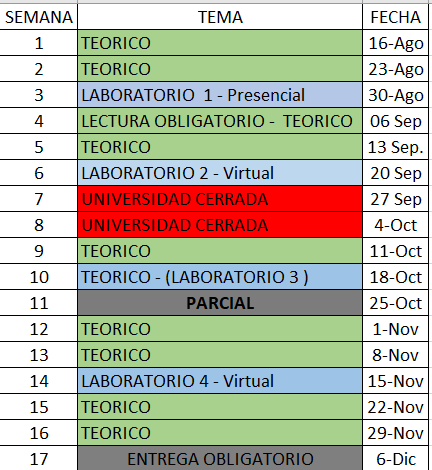 SEMANA TEMA FECHA
1 TEORICO 16-Ago
2 TEORICO 23-Ago
3 LABORATORIO 1 - Presencial 30-Ago
4 LECTURA OBLIGATORIO - TEORICO 06 Sep
5 TEORICO 13 Sep.
6 LABORATORIO 2 - Virtual 20 Sep
7 UNIVERSIDAD CERRADA 27 Sep
8 UNIVERSIDAD CERRADA 4-Oct
9 TEORICO 11-Oct
10 TEORICO - (LABORATORIO 3 ) 18-Oct
11 PARCIAL 25-Oct
12 TEORICO 1-Nov
13 TEORICO 8-Nov
14 LABORATORIO 4 - Virtual 15-Nov
15 TEORICO 22-Nov
16 TEORICO 29-Nov
17 ENTREGA OBLIGATORIO 6-Dic